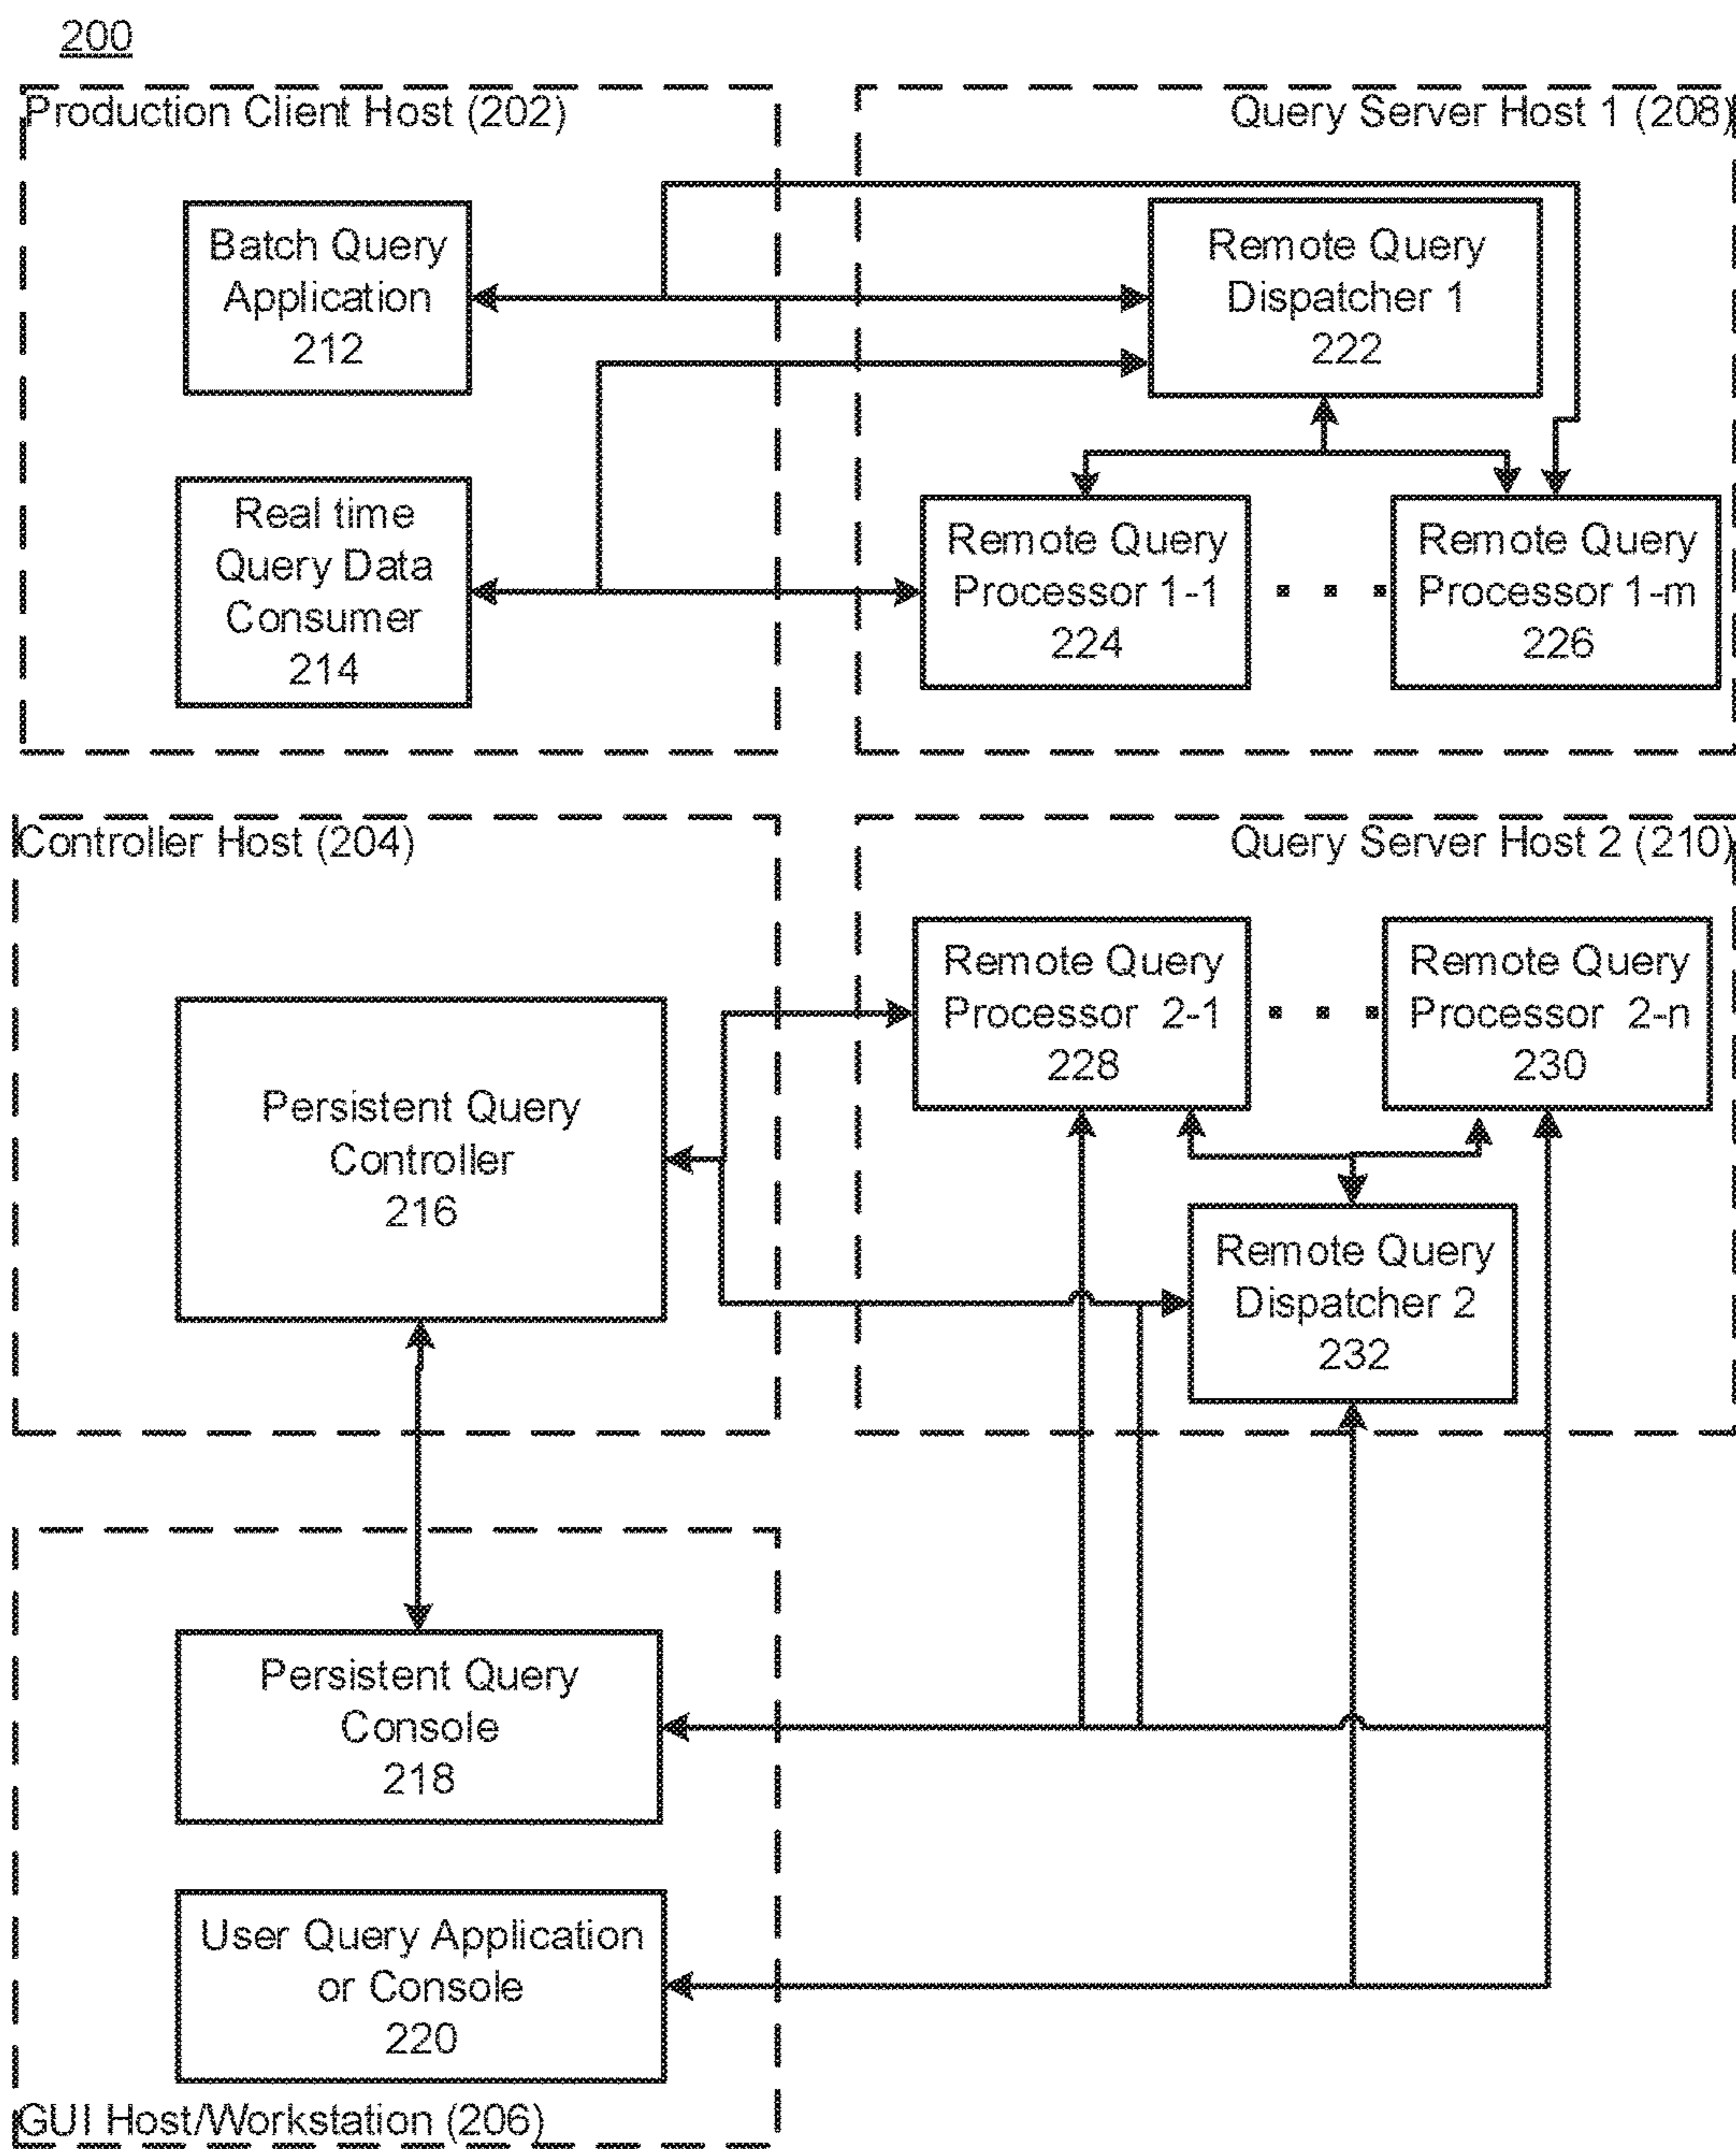 200
Production Client Host (202)
Query Server Host 1 (208)
Batch Query
Application
212
Remote Query
Dispatcher 1
222
Real time
Query Data
Consumer
214
Remote Query
Processor 1-1
224
Remote Query
Processor 1-m
226
Controller Host (204)
Query Server Host 2 (210)
Persistent Query
Controller
216
Remote Query
Processor 2-1
228
Remote Query
Processor 2-n
230
Remote Query
Dispatcher 2
232
Persistent Query
Console
218
User Query Application
or Console
220
GUI Host/Workstation (206)